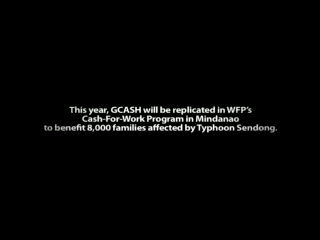 This year, GCASH will be replicated in WFP's
Cash-For-Work Program in Mindanao
to benefit 8,000 families affected by Typhoon Sendong.